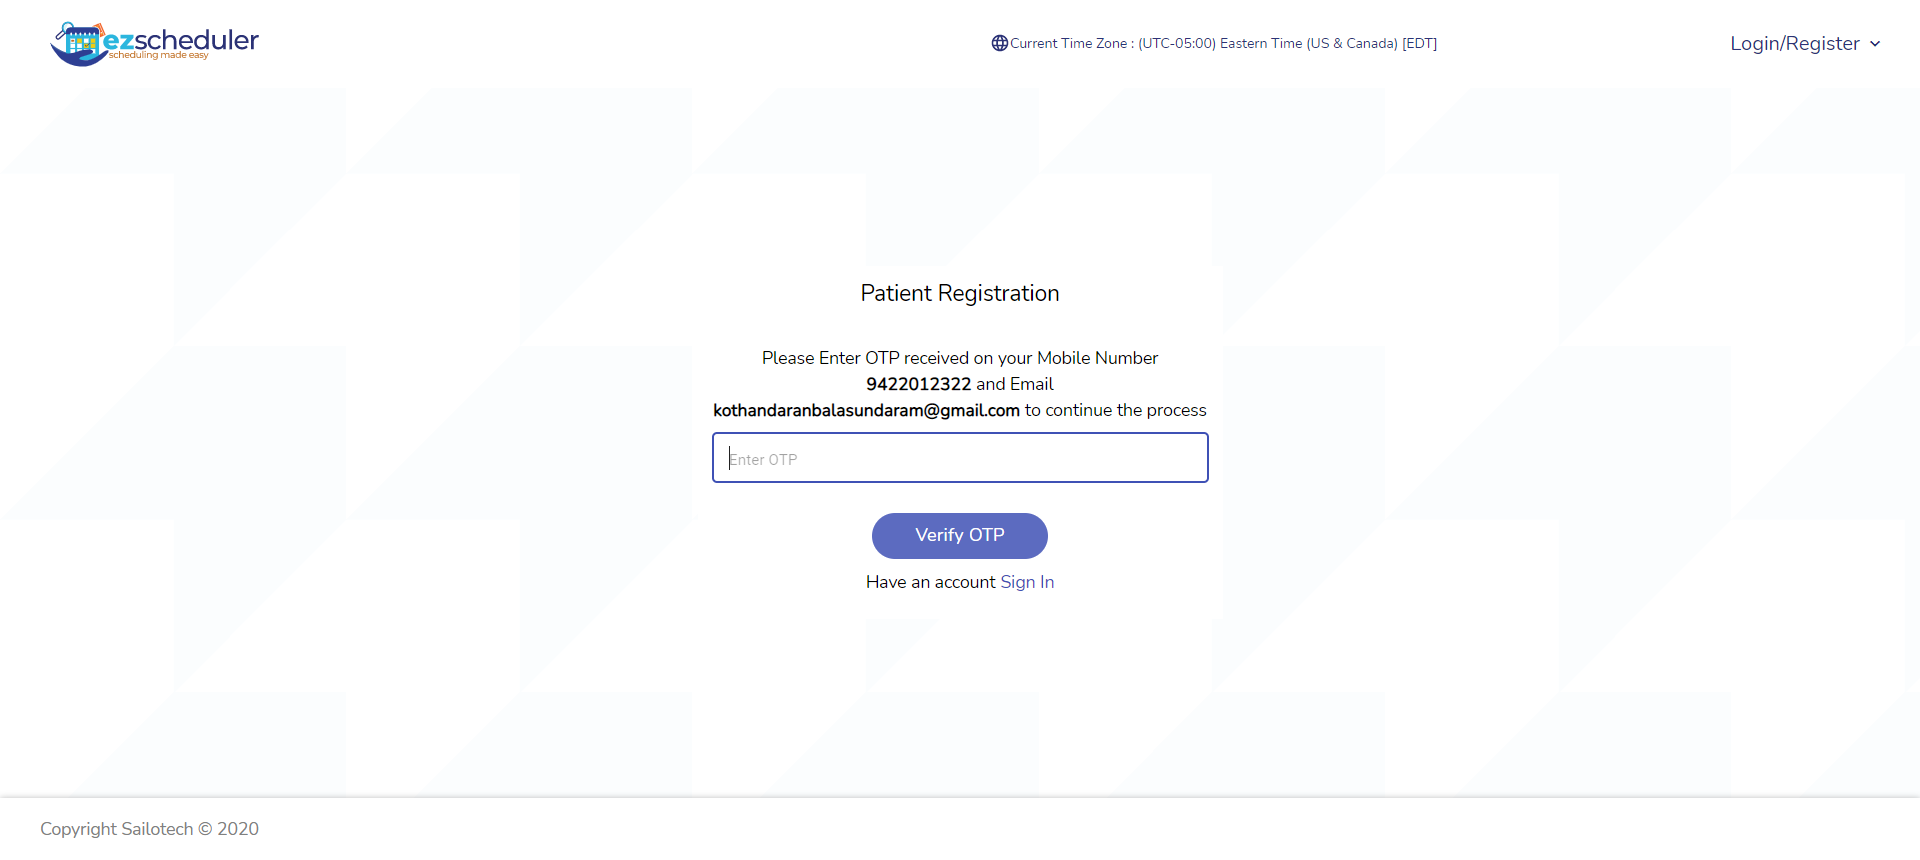 ezscheduler
scheduling made easy
Current Time Zone : (UTC-05:00) Eastern Time (US & Canada) [EDT]
Login/Register
Patient Registration
Please Enter OTP received on your Mobile Number
9422012322 and Email
kothandaranbalasundaram@gmail.com to continue the process
Enter OTP
Verify OTP
Have an account Sign In
Copyright Sailotech © 2020